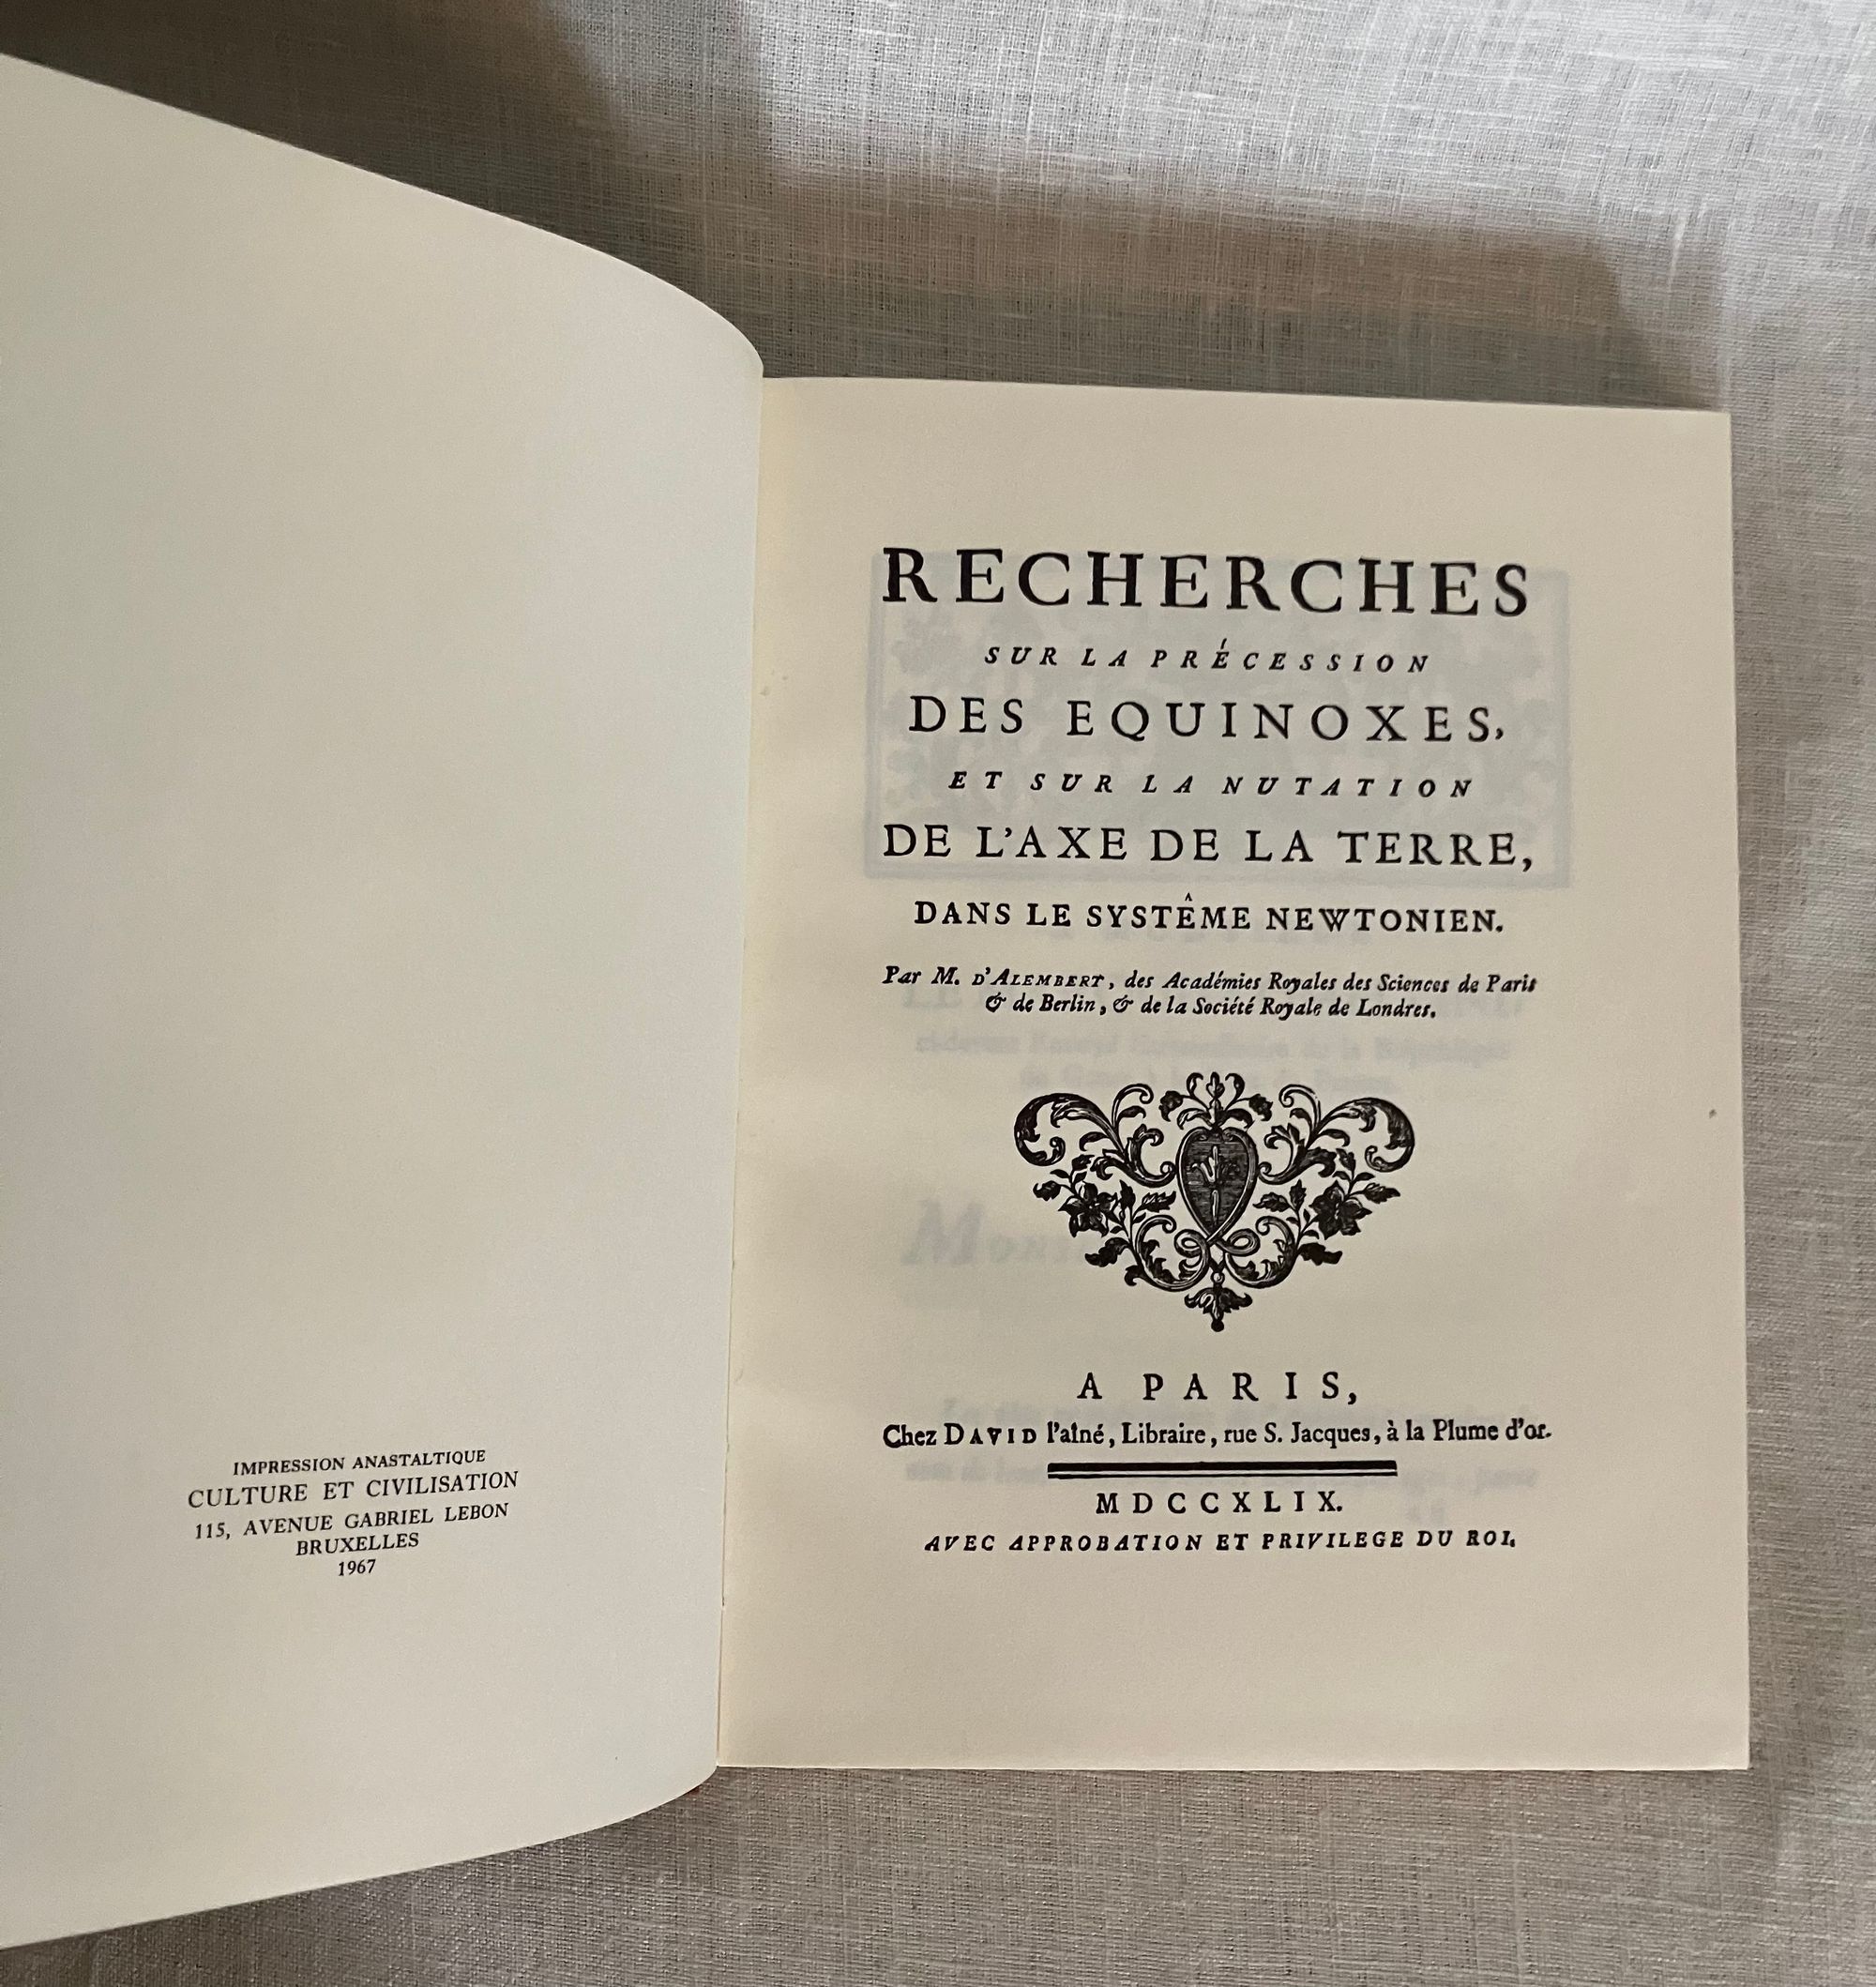 IMPRESSION ANASTALTIQUE
CULTURE ET CIVILISATION
115, AVENUE GABRIEL LEBON
BRUXELLES
1967
RECHERCHES
SUR LA PRÉCESSION
DES EQUINOXES,
ET SUR LA NUTATION
DE L'AXE DE LA TERRE,
DANS LE SYSTÊME NEWTONIEN.
Par M. D'ALEMBERT, des Académies Royales des Sciences de Paris
& de Berlin, & de la Société Royale de Londres.
A PARIS,
Chez DAVID l'aîné, Libraire, rue S. Jacques, à la Plume d'or.
MDCCXLIX.
AVEC APPROBATION ET PRIVILEGE DU ROI.